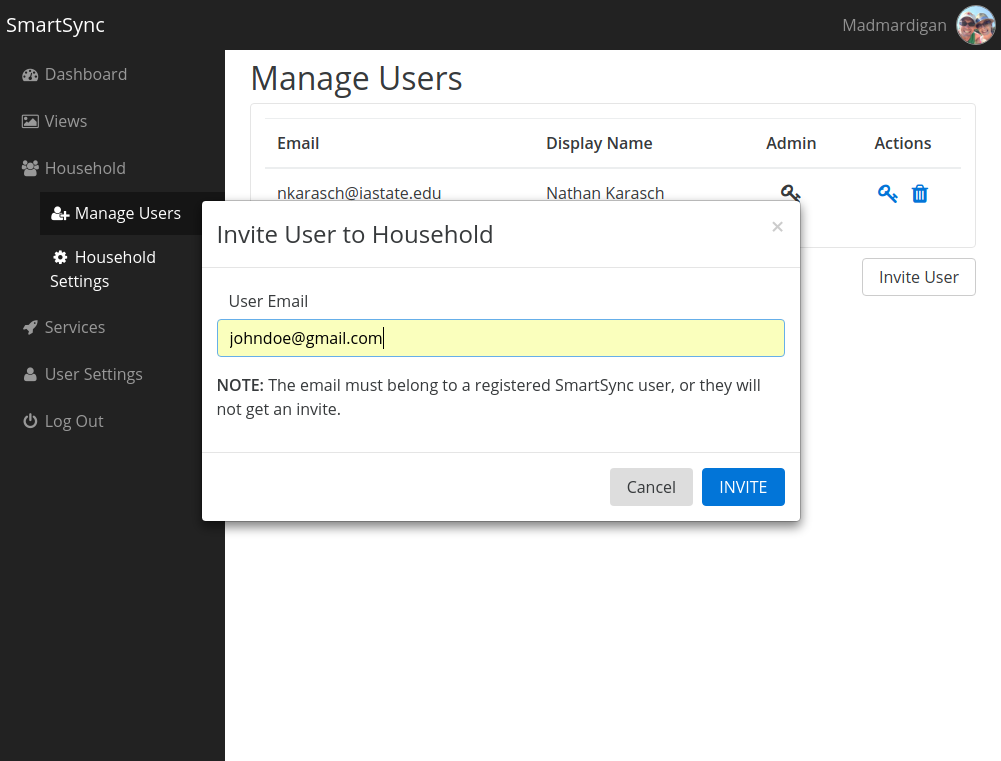 SmartSync
Madmardigan
Dashboard
Views
Household
Manage Users
Household
Settings
Services
User Settings
Log Out
Manage Users
Email Display Name Admin Actions
nkarasch@iastate.edu Nathan Karasch
Invite User
Invite User to Household
×
User Email
johndoe@gmail.com
NOTE: The email must belong to a registered SmartSync user, or they will
not get an invite.
Cancel INVITE